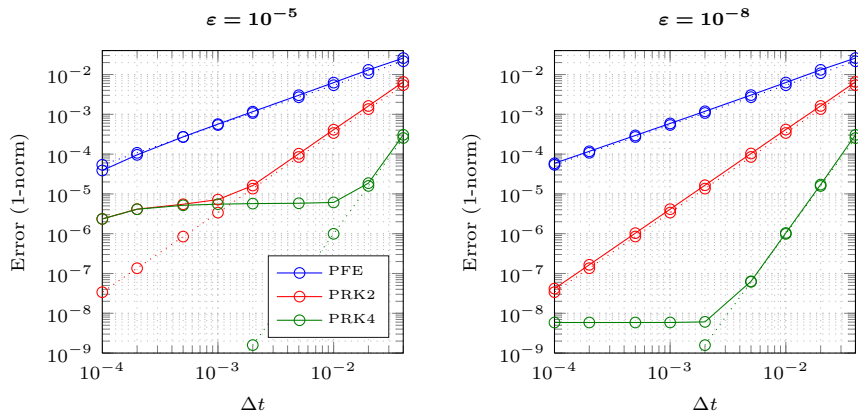 ε = 10⁻⁵
Error (1-norm)
10⁻²
10⁻³
10⁻⁴
10⁻⁵
10⁻⁶
10⁻⁷
10⁻⁸
10⁻⁹
PFE
PRK2
PRK4
10⁻⁴ 10⁻³ 10⁻²
Δt
ε = 10⁻⁸
Error (1-norm)
10⁻²
10⁻³
10⁻⁴
10⁻⁵
10⁻⁶
10⁻⁷
10⁻⁸
10⁻⁹
10⁻⁴ 10⁻³ 10⁻²
Δt